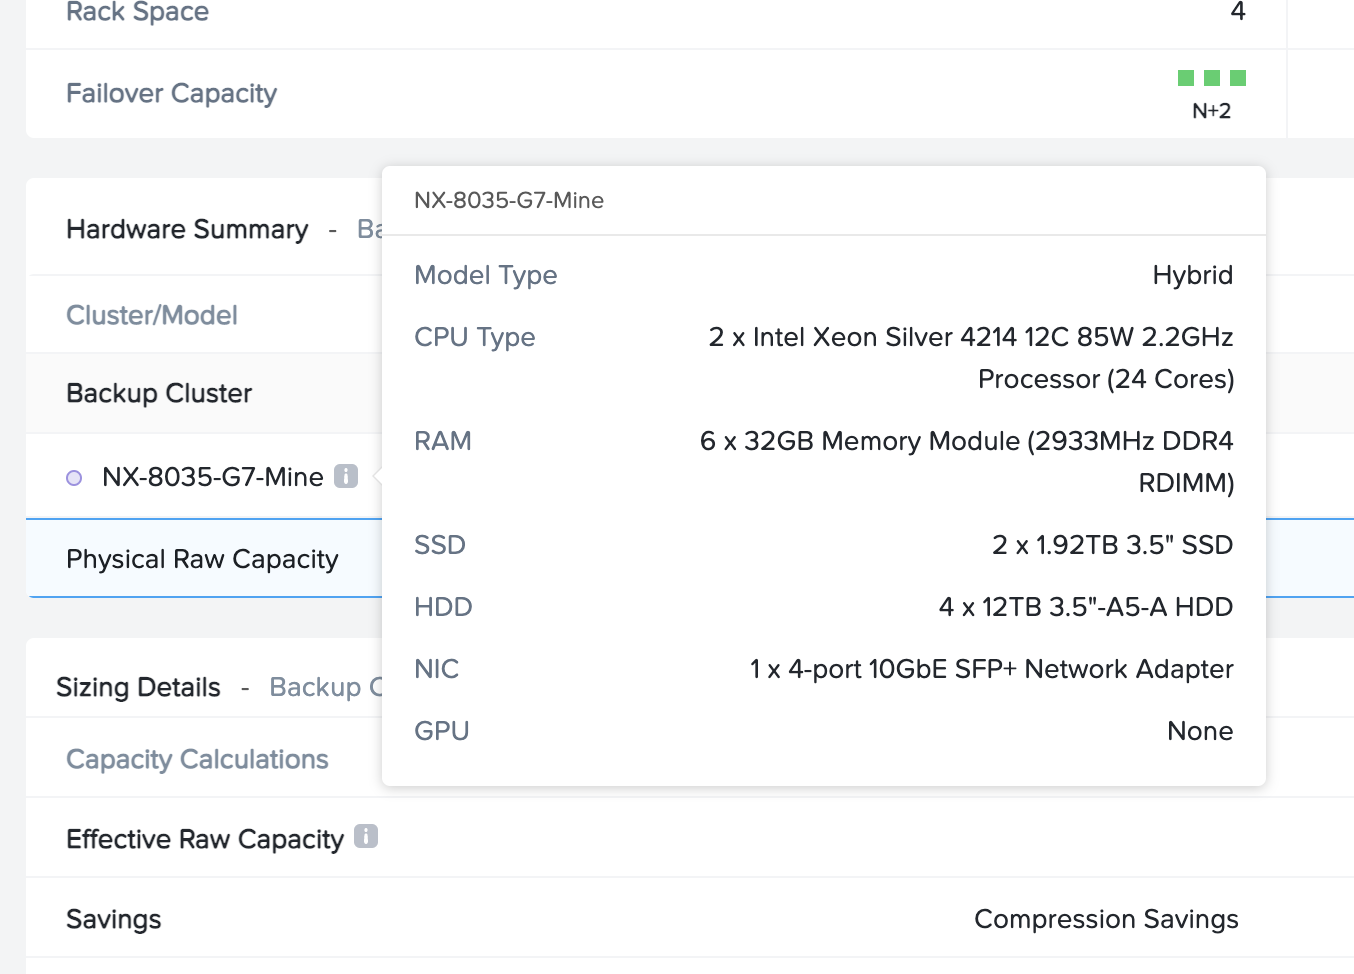 Rack Space 4
Failover Capacity
N+2
NX-8035-G7-Mine
Hardware Summary -
Model Type Hybrid
Cluster/Model
CPU Type 2 x Intel Xeon Silver 4214 12C 85W 2.2GHz
Processor (24 Cores)
Backup Cluster
RAM 6 x 32GB Memory Module (2933MHz DDR4
RDIMM)
NX-8035-G7-Mine
SSD 2 x 1.92TB 3.5" SSD
Physical Raw Capacity
HDD 4 x 12TB 3.5"-A5-A HDD
NIC 1 x 4-port 10GbE SFP+ Network Adapter
Sizing Details - Backup
GPU None
Capacity Calculations
Effective Raw Capacity
Savings Compression Savings